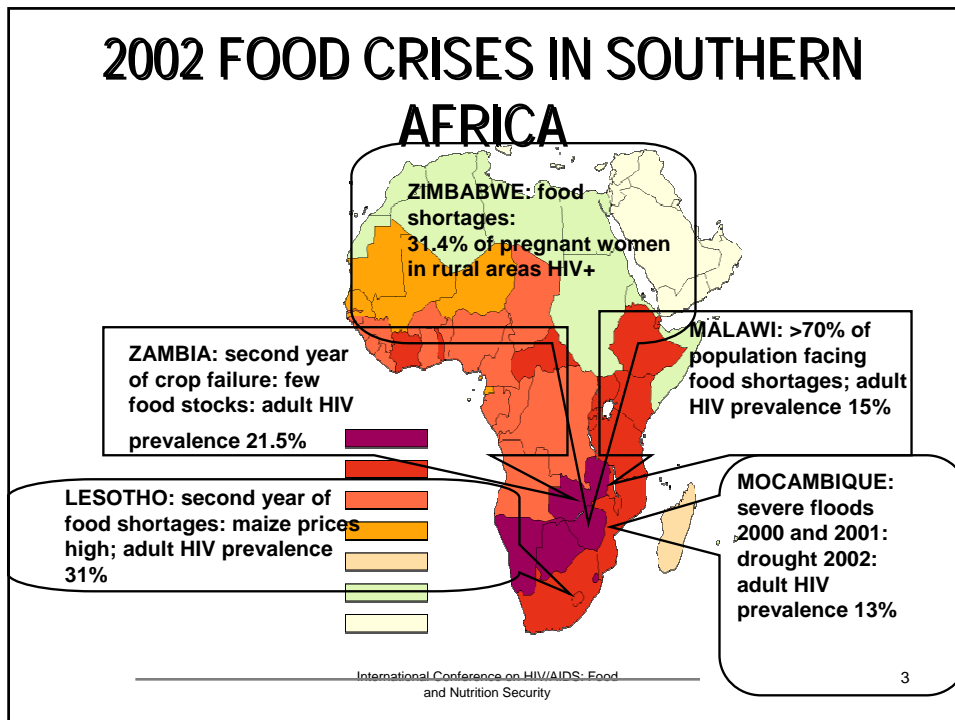 2002 FOOD CRISES IN SOUTHERN
AFRICA
ZIMBABWE: food
shortages:
31.4% of pregnant women
in rural areas HIV+
ZAMBIA: second year
of crop failure: few
food stocks: adult HIV
prevalence 21.5%
MALAWI: >70% of
population facing
food shortages; adult
HIV prevalence 15%
LESOTHO: second year of
food shortages: maize prices
high; adult HIV prevalence
31%
MOCAMBIQUE:
severe floods
2000 and 2001:
drought 2002:
adult HIV
prevalence 13%
International Conference on HIV/AIDS: Food
and Nutrition Security
3